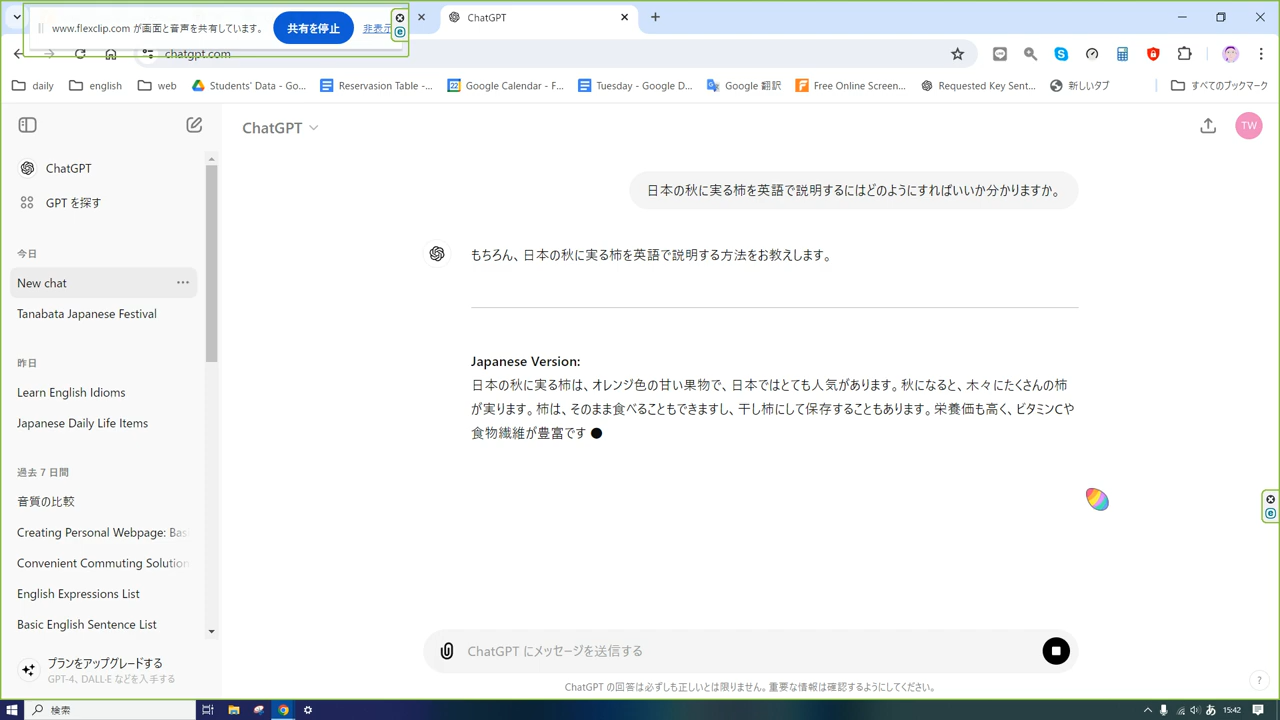 www.flexclip.com が画面と音声を共有しています。
共有を停止
非表示
ChatGPT
chatgpt.com
daily
english
web
Students' Data - Go...
Reservasion Table -...
Google Calendar - F...
Tuesday - Google D...
Google 翻訳
Free Online Screen...
Requested Key Sent...
新しいタブ
すべてのブックマーク
ChatGPT
GPT を探す
今日
New chat
Tanabata Japanese Festival
昨日
Learn English Idioms
Japanese Daily Life Items
過去 7 日間
音質の比較
Creating Personal Webpage: Bas
Convenient Commuting Solution
English Expressions List
Basic English Sentence List
プランをアップグレードする
GPT-4、DALL·E などを入手する
ChatGPT
TW
日本の秋に実る柿を英語で説明するにはどのようにすればいいか分かりますか。
もちろん、日本の秋に実る柿を英語で説明する方法をお教えします。
Japanese Version:
日本の秋に実る柿は、オレンジ色の甘い果物で、日本ではとても人気があります。秋になると、木々にたくさんの柿
が実ります。柿は、そのまま食べることもできますし、干し柿にして保存することもあります。栄養価も高く、ビタミンCや
食物繊維が豊富です
ChatGPT にメッセージを送信する
ChatGPT の回答は必ずしも正しいとは限りません。重要な情報は確認するようにしてください。
?
検索
あ
15:42